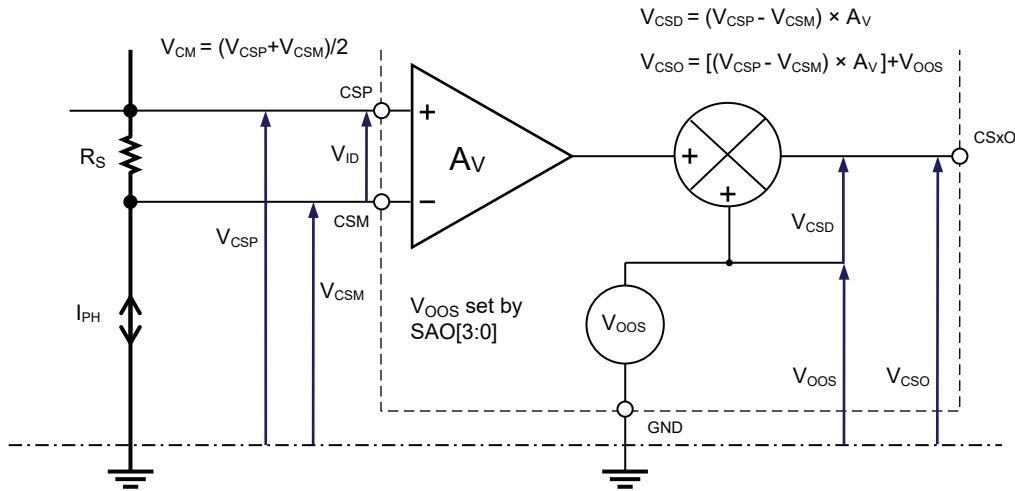 V_CSD = (V_CSP - V_CSM) × A_V
V_CM = (V_CSP+V_CSM)/2
V_CSO = [(V_CSP - V_CSM) × A_V ]+V_OOS
CSP
+
CSxO
R_S
V_ID
A_V
+
+
−
CSM
V_CSP
V_CSD
V_CSM
I_PH
V_OOS set by
SAO[3:0]
V_OOS
V_OOS
V_CSO
GND